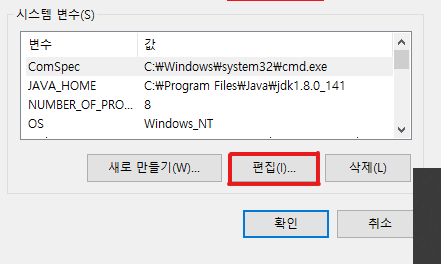 시스템 변수(S)
변수 값
ComSpec C:₩Windows₩system32₩cmd.exe
JAVA_HOME C:₩Program Files₩Java₩jdk1.8.0_141
NUMBER_OF_PRO... 8
OS Windows_NT
새로 만들기(W)... 편집(I)... 삭제(L)
확인 취소